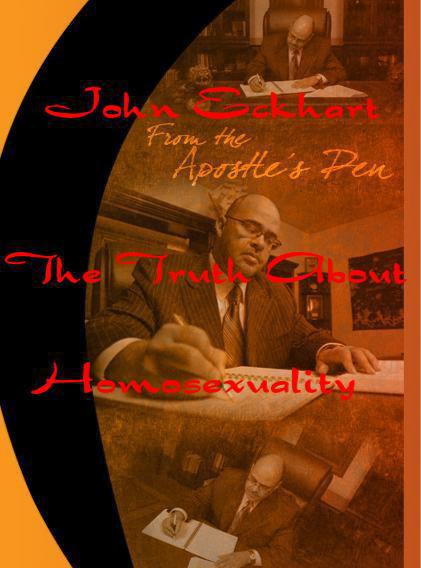 John Eckhart
From the
Apostle's Pen
The Truth About
Homosexuality